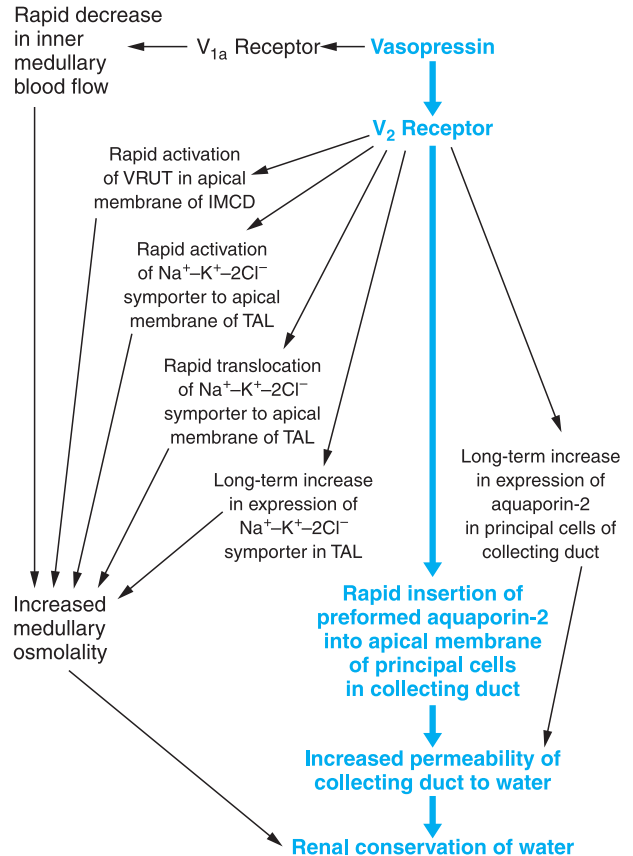 Rapid decrease
in inner
medullary
blood flow
V₁ₐ Receptor
Vasopressin
V₂ Receptor
Rapid activation
of VRUT in apical
membrane of IMCD
Rapid activation
of Na⁺–K⁺–2Cl⁻
symporter to apical
membrane of TAL
Rapid translocation
of Na⁺–K⁺–2Cl⁻
symporter to apical
membrane of TAL
Long-term increase
in expression of
Na⁺–K⁺–2Cl⁻
symporter in TAL
Long-term increase
in expression of
aquaporin-2
in principal cells of
collecting duct
Increased
medullary
osmolality
Rapid insertion of
preformed aquaporin-2
into apical membrane
of principal cells
in collecting duct
Increased permeability of
collecting duct to water
Renal conservation of water